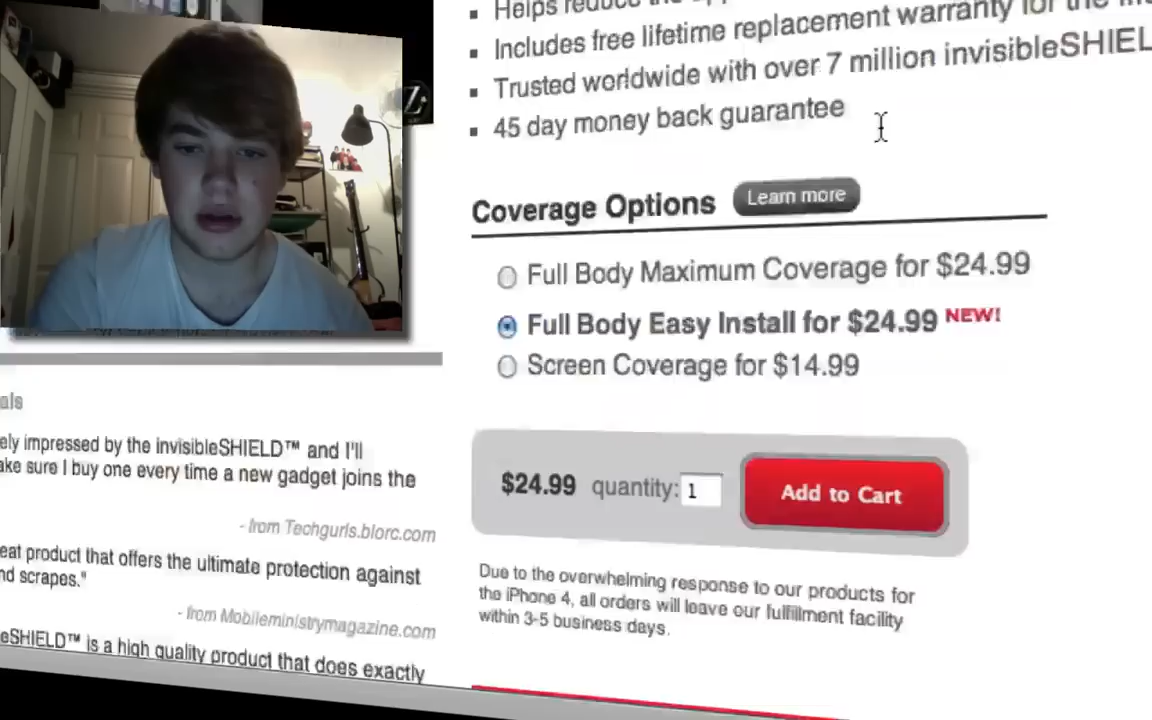 Helps reduce the
Includes free lifetime replacement warranty for the
Trusted worldwide with over 7 million invisibleSHIEL
45 day money back guarantee
Coverage Options Learn more
Full Body Maximum Coverage for $24.99
Full Body Easy Install for $24.99 NEW!
Screen Coverage for $14.99
$24.99 quantity: 1 Add to Cart
Due to the overwhelming response to our products for
the iPhone 4, all orders will leave our fulfillment facility
within 3-5 business days.
als
ely impressed by the invisibleSHIELD™ and I'll
ake sure I buy one every time a new gadget joins the
- from Techgurls.blorc.com
eat product that offers the ultimate protection against
nd scrapes."
- from Mobileministrymagazine.com
eSHIELD™ is a high quality product that does exactly